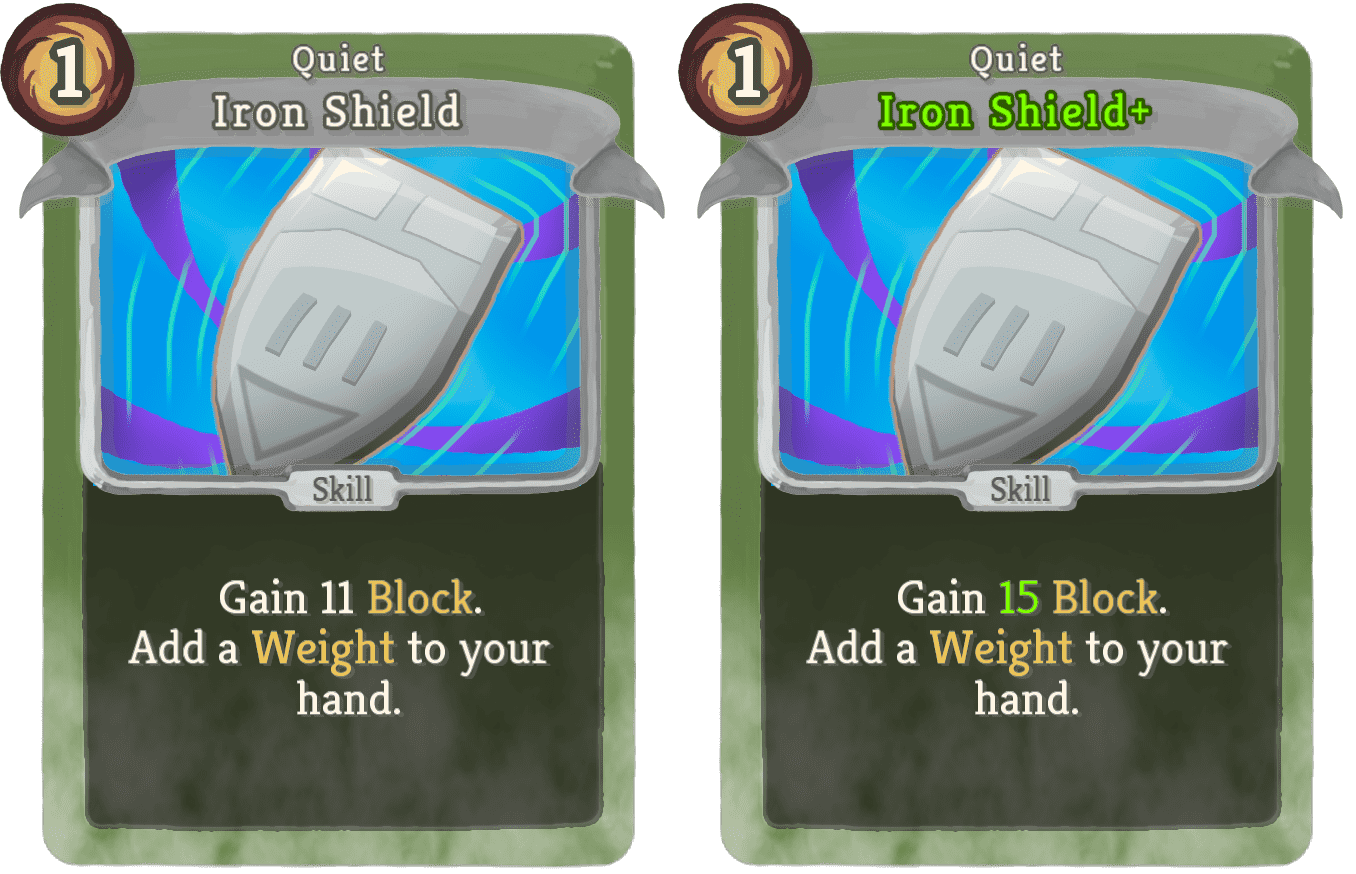 1
Quiet
Iron Shield
Skill
Gain 11 Block.
Add a Weight to your
hand.
1
Quiet
Iron Shield+
Skill
Gain 15 Block.
Add a Weight to your
hand.